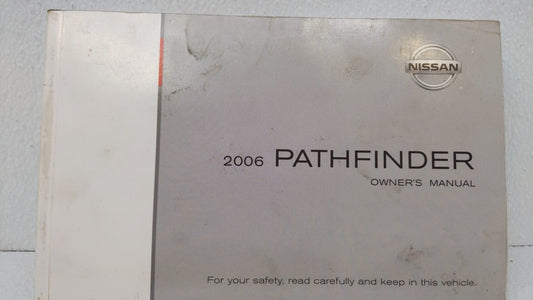 NISSAN
2006 PATHFINDER
OWNER'S MANUAL
For your safety, read carefully and keep in this vehicle.